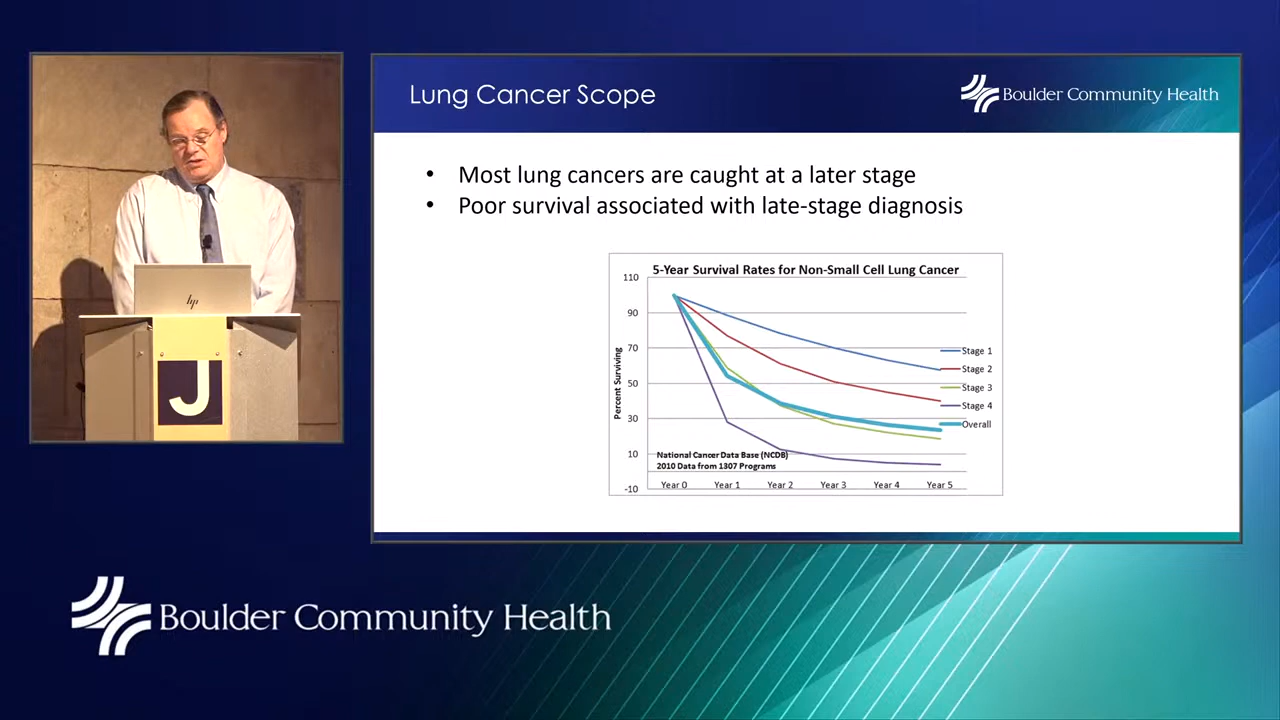 Lung Cancer Scope
Boulder Community Health
• Most lung cancers are caught at a later stage
• Poor survival associated with late-stage diagnosis
5-Year Survival Rates for Non-Small Cell Lung Cancer
110
90
70
50
30
10
-10
Percent Surviving
Stage 1
Stage 2
Stage 3
Stage 4
Overall
National Cancer Data Base (NCDB)
2010 Data from 1307 Programs
Year 0 Year 1 Year 2 Year 3 Year 4 Year 5
hp
J
Boulder Community Health